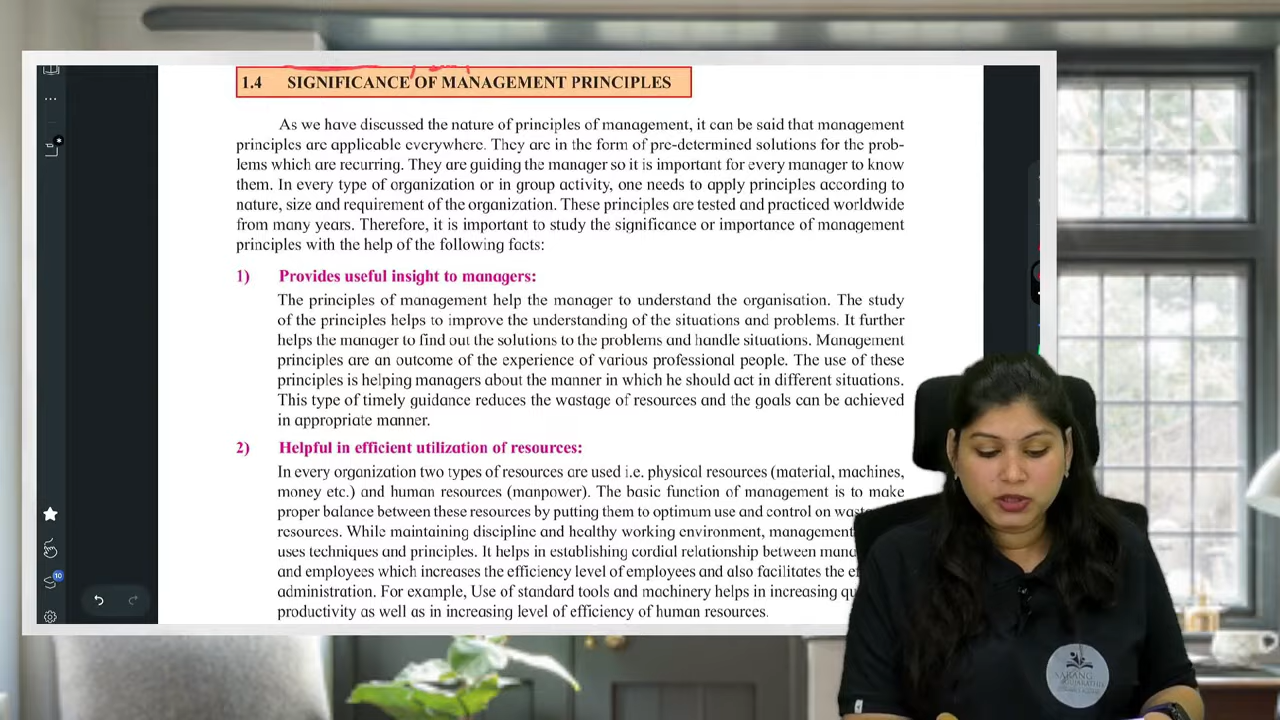 1.4 SIGNIFICANCE OF MANAGEMENT PRINCIPLES
As we have discussed the nature of principles of management, it can be said that management
principles are applicable everywhere. They are in the form of pre-determined solutions for the prob-
lems which are recurring. They are guiding the manager so it is important for every manager to know
them. In every type of organization or in group activity, one needs to apply principles according to
nature, size and requirement of the organization. These principles are tested and practiced worldwide
from many years. Therefore, it is important to study the significance or importance of management
principles with the help of the following facts:
1) Provides useful insight to managers:
The principles of management help the manager to understand the organisation. The study
of the principles helps to improve the understanding of the situations and problems. It further
helps the manager to find out the solutions to the problems and handle situations. Management
principles are an outcome of the experience of various professional people. The use of these
principles is helping managers about the manner in which he should act in different situations.
This type of timely guidance reduces the wastage of resources and the goals can be achieved
in appropriate manner.
2) Helpful in efficient utilization of resources:
In every organization two types of resources are used i.e. physical resources (material, machines,
money etc.) and human resources (manpower). The basic function of management is to make
proper balance between these resources by putting them to optimum use and control on
resources. While maintaining discipline and healthy working environment, management
uses techniques and principles. It helps in establishing cordial relationship between
and employees which increases the efficiency level of employees and also facilitates the
administration. For example, Use of standard tools and machinery helps in increasing
productivity as well as in increasing level of efficiency of human resources.
10
SARANG